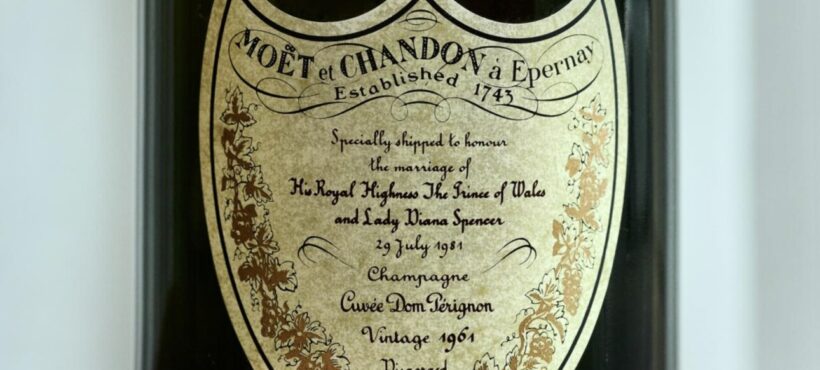 MOËT et CHANDON à Epernay
Established 1743
Specially shipped to honour
the marriage of
His Royal Highness The Prince of Wales
and Lady Diana Spencer
29 July 1981
Champagne
Cuvée Dom Pérignon
Vintage 1961